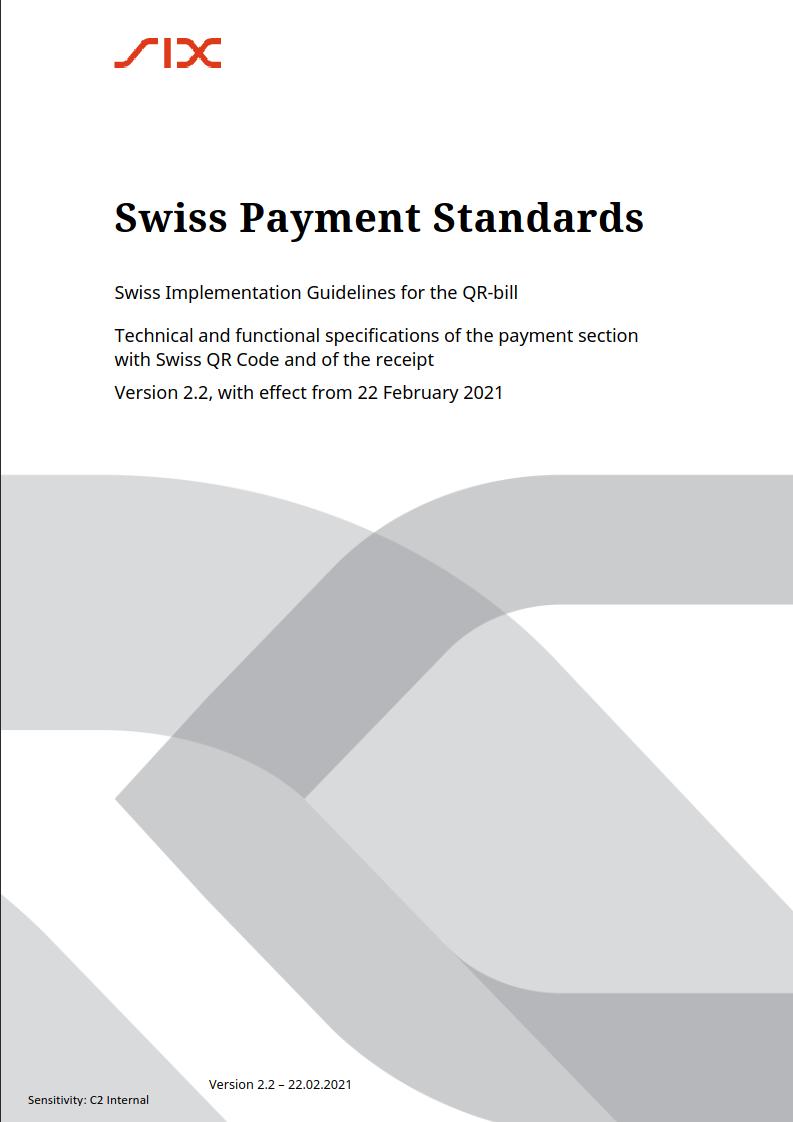 SIX
Swiss Payment Standards
Swiss Implementation Guidelines for the QR-bill
Technical and functional specifications of the payment section
with Swiss QR Code and of the receipt
Version 2.2, with effect from 22 February 2021
Version 2.2 – 22.02.2021
Sensitivity: C2 Internal